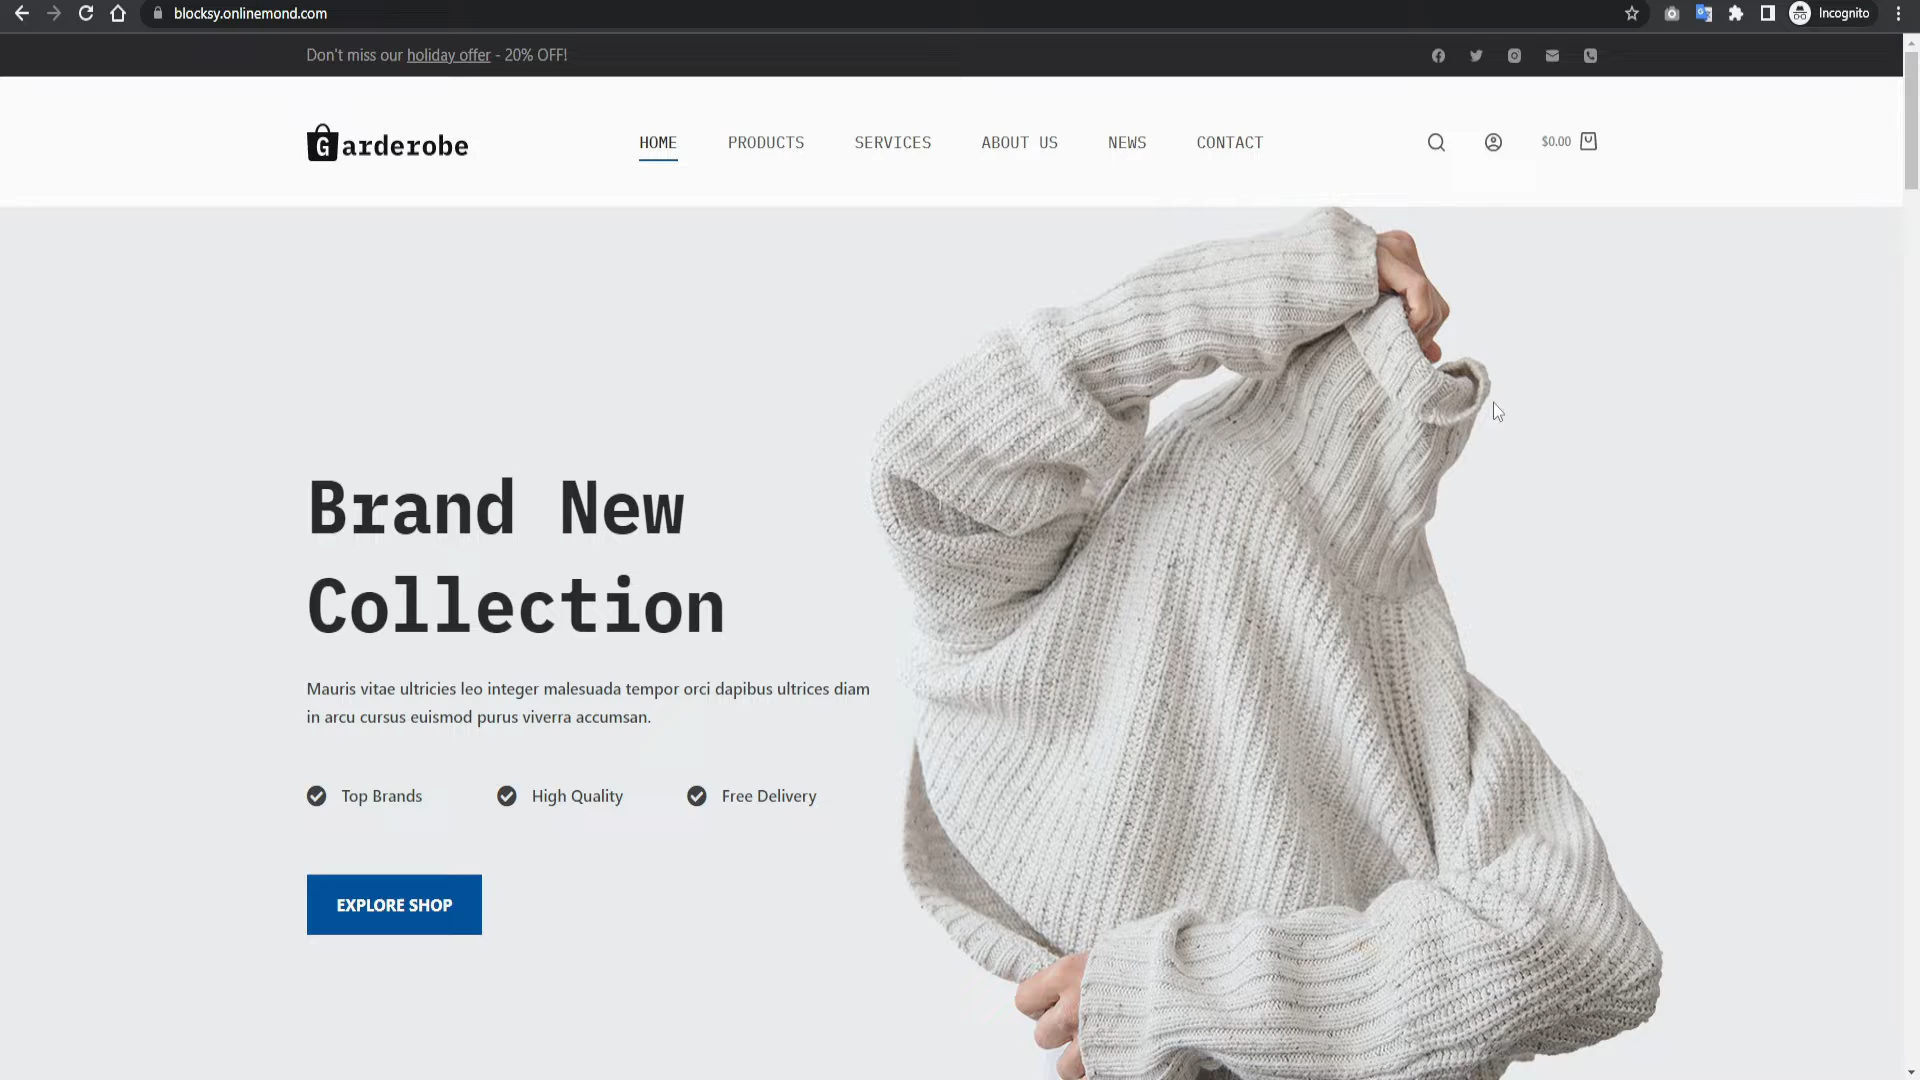 blocksy.onlinemond.com
Incognito
Don't miss our holiday offer - 20% OFF!
Garderobe
HOME PRODUCTS SERVICES ABOUT US NEWS CONTACT
$0.00
Brand New
Collection
Mauris vitae ultricies leo integer malesuada tempor orci dapibus ultrices diam
in arcu cursus euismod purus viverra accumsan.
Top Brands High Quality Free Delivery
EXPLORE SHOP